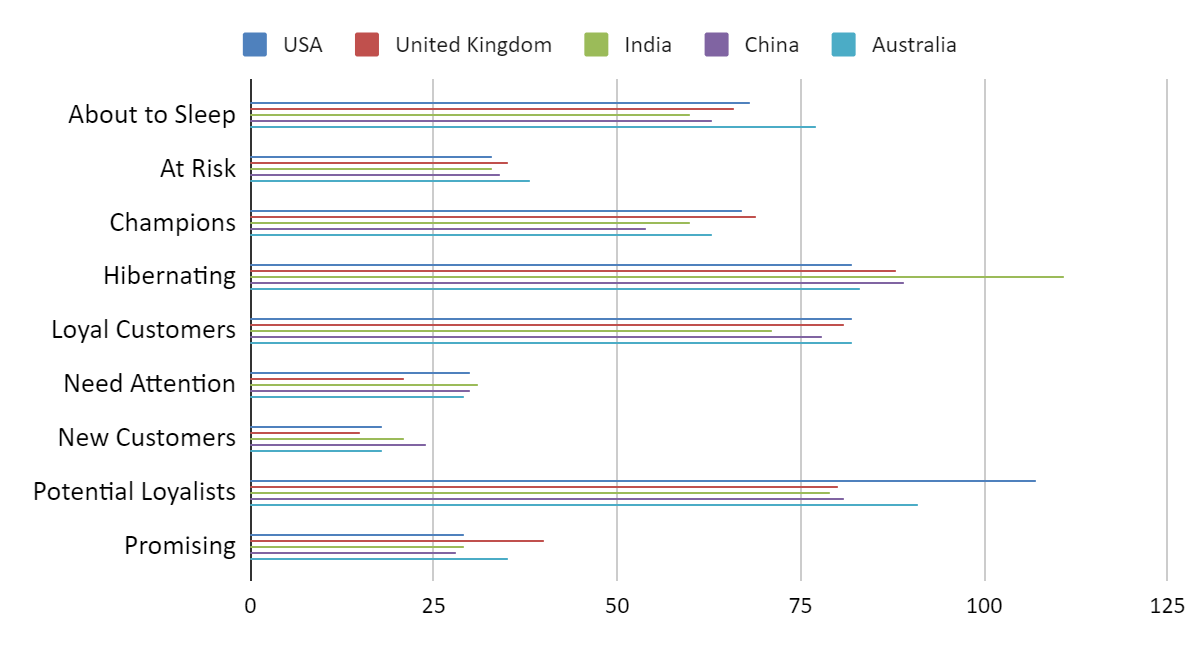 USA United Kingdom India China Australia
About to Sleep
At Risk
Champions
Hibernating
Loyal Customers
Need Attention
New Customers
Potential Loyalists
Promising
0 25 50 75 100 125